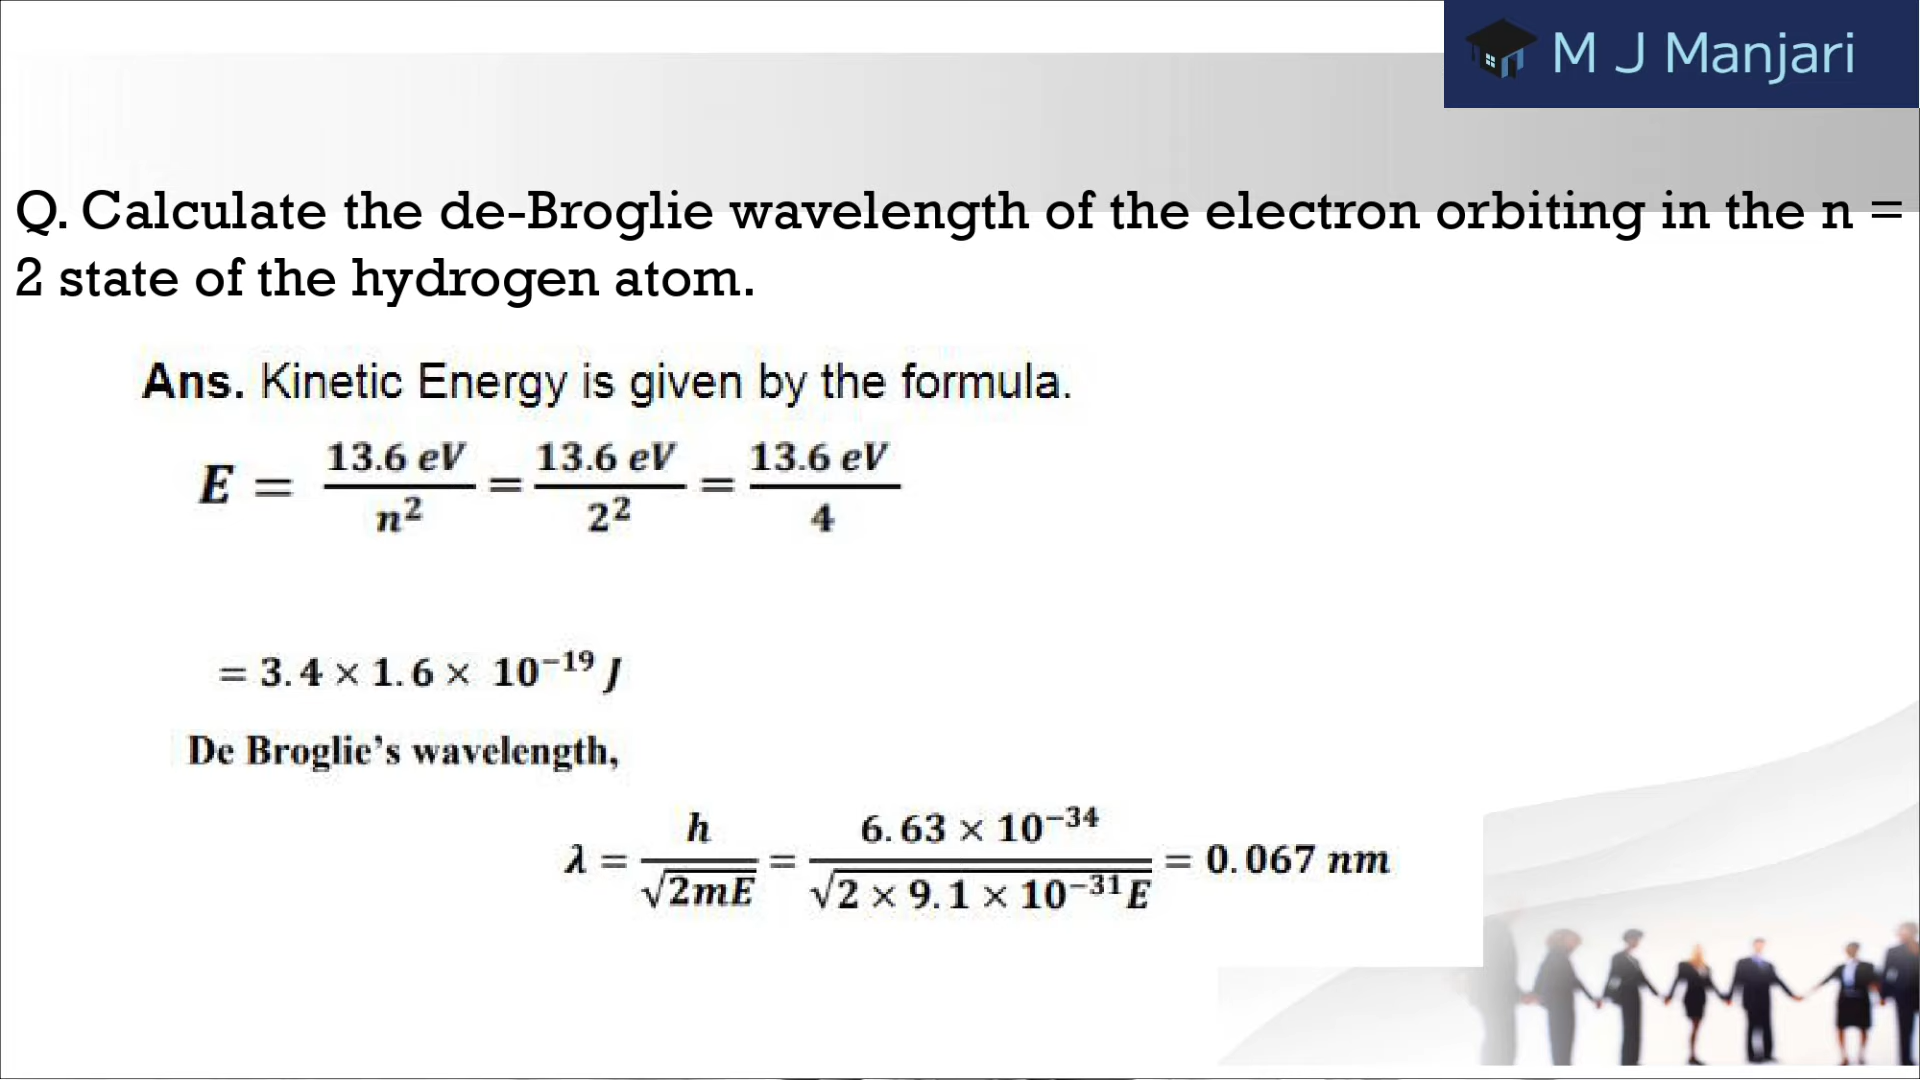 M J Manjari
Q. Calculate the de-Broglie wavelength of the electron orbiting in the n =
2 state of the hydrogen atom.
Ans. Kinetic Energy is given by the formula.
E = 13.6 eV / n² = 13.6 eV / 2² = 13.6 eV / 4
= 3.4 × 1.6 × 10⁻¹⁹ J
De Broglie's wavelength,
λ = h / √2mE = 6.63 × 10⁻³⁴ / √2 × 9.1 × 10⁻³¹E = 0.067 nm